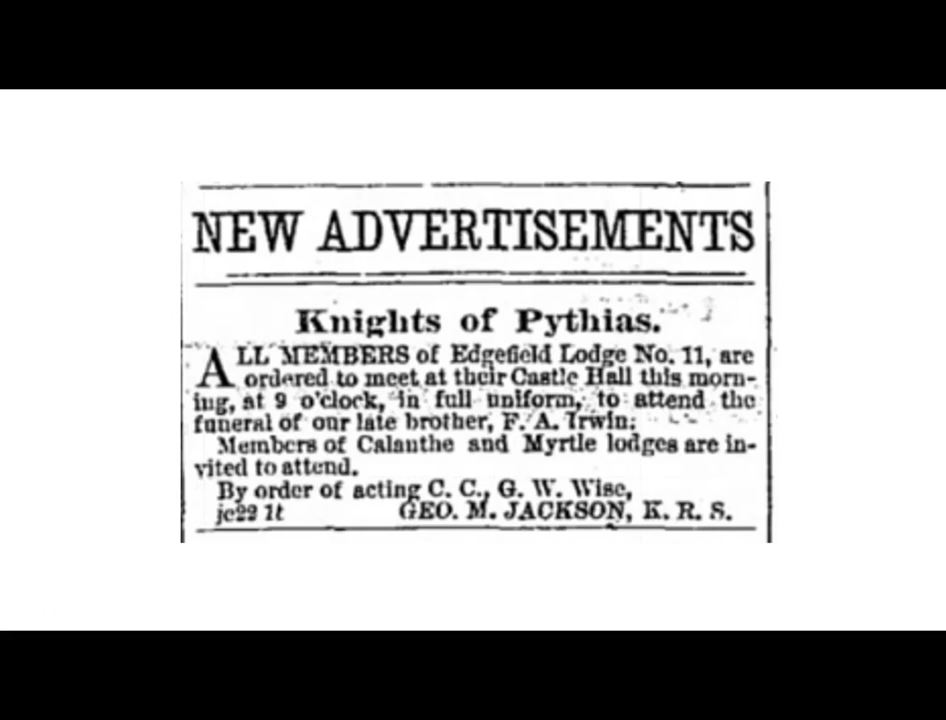 NEW ADVERTISEMENTS
Knights of Pythias.
ALL MEMBERS of Edgefield Lodge No. 11, are
ordered to meet at their Castle Hall this morn-
ing, at 9 o'clock, in full uniform, to attend the
funeral of our late brother, F. A. Irwin.
Members of Calanthe and Myrtle lodges are in-
vited to attend.
By order of acting C. C., G. W. Wise,
je22 1t GEO. M. JACKSON, K. R. S.